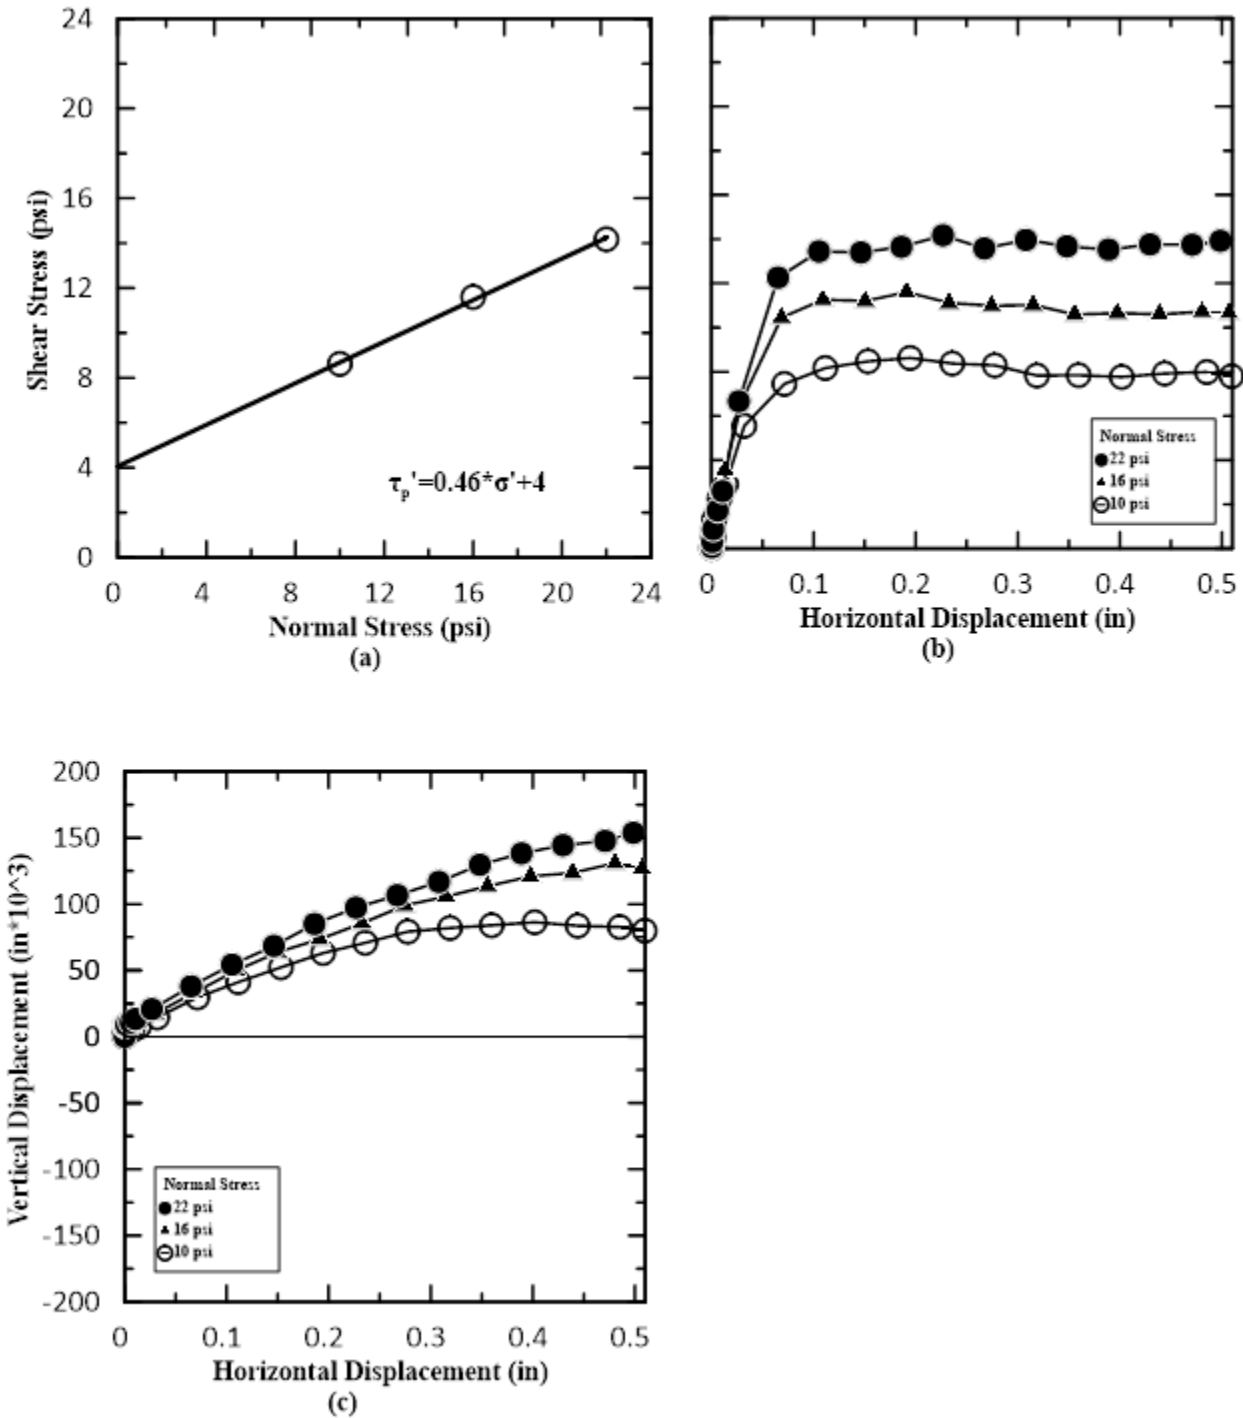 24
20
16
12
8
4
0
Shear Stress (psi)
τp'=0.46*σ'+4
0 4 8 12 16 20 24
Normal Stress (psi)
(a)
Normal Stress
22 psi
16 psi
10 psi
0 0.1 0.2 0.3 0.4 0.5
Horizontal Displacement (in)
(b)
200
150
100
50
0
-50
-100
-150
-200
Vertical Displacement (in*10^3)
Normal Stress
22 psi
16 psi
10 psi
0 0.1 0.2 0.3 0.4 0.5
Horizontal Displacement (in)
(c)